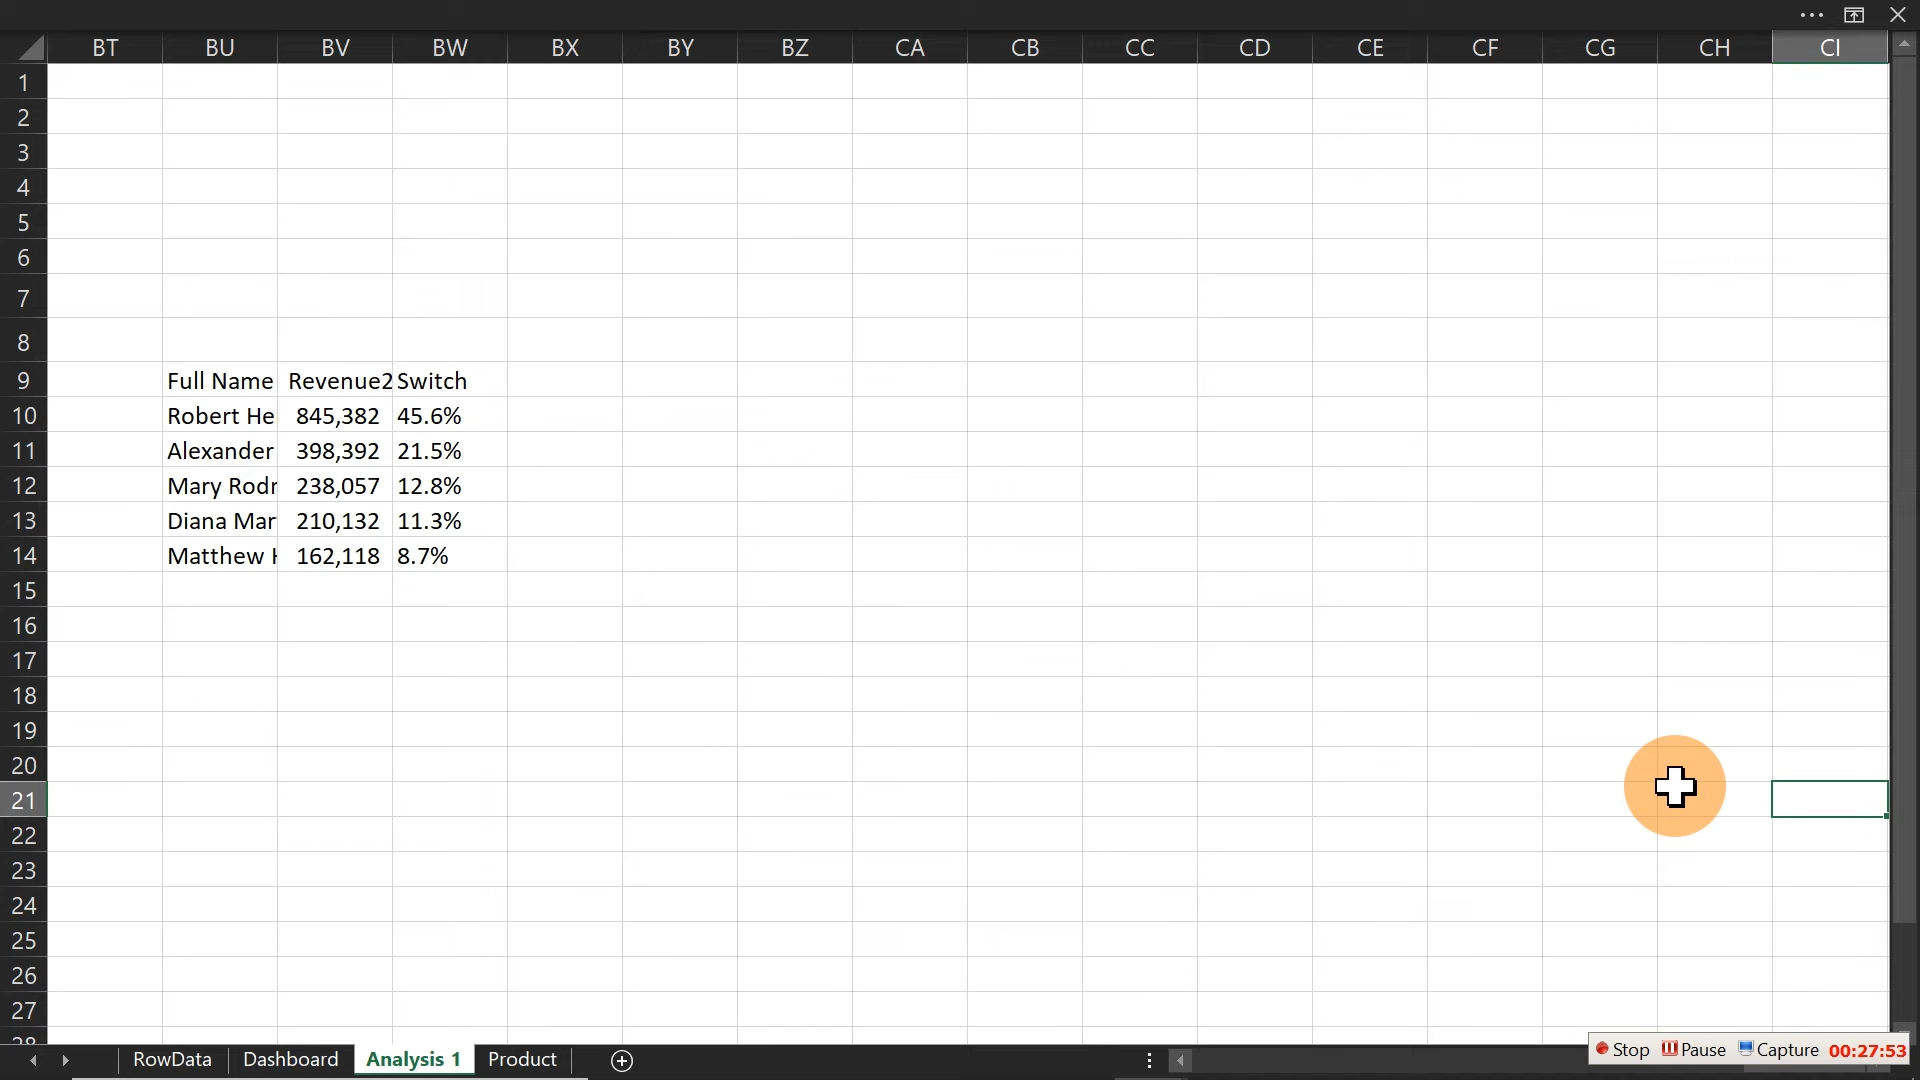 BT BU BV BW BX BY BZ CA CB CC CD CE CF CG CH CI
1
2
3
4
5
6
7
8
9 Full Name Revenue2 Switch
10 Robert He 845,382 45.6%
11 Alexander 398,392 21.5%
12 Mary Rodr 238,057 12.8%
13 Diana Mar 210,132 11.3%
14 Matthew H 162,118 8.7%
15
16
17
18
19
20
21
22
23
24
25
26
27
28
RowData Dashboard Analysis 1 Product
Stop Pause Capture 00:27:53